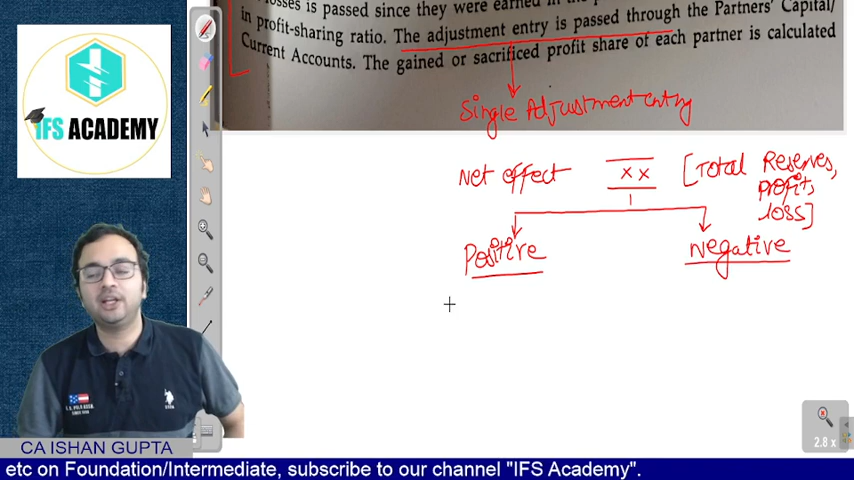 losses is passed since they were earned in the
in profit-sharing ratio. The adjustment entry is passed through the Partners' Capital/
Current Accounts. The gained or sacrificed profit share of each partner is calculated
IFS ACADEMY
Single Adjustment entry
Net effect xx [Total Reserves,
profits,
loss]
Positive Negative
U.S. POLO ASSN.
2.8 x
CA ISHAN GUPTA
etc on Foundation/Intermediate, subscribe to our channel "IFS Academy".